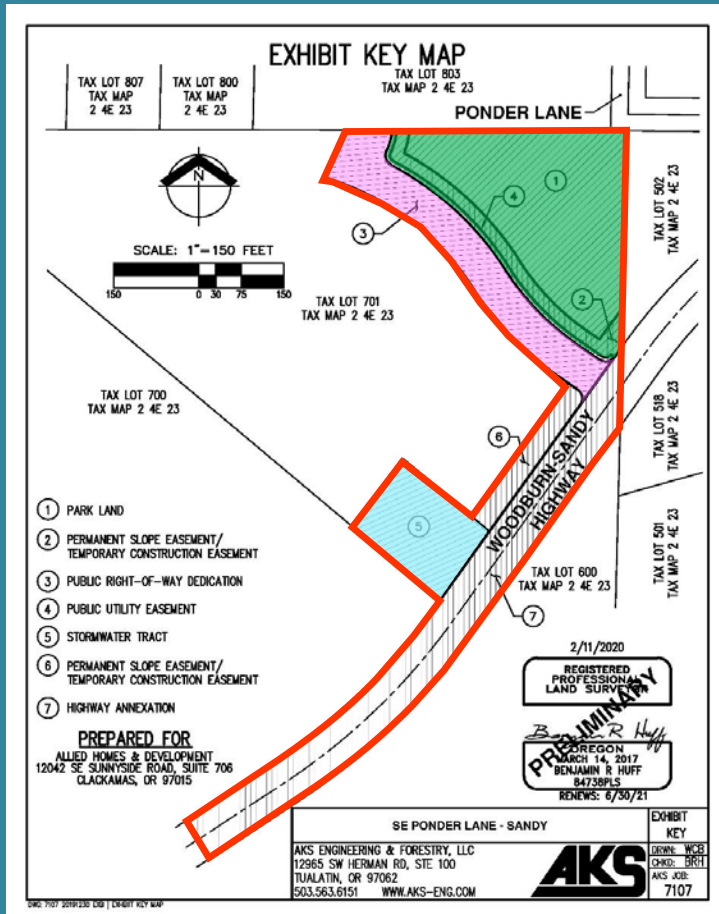 EXHIBIT KEY MAP
TAX LOT 807
TAX MAP
2 4E 23
TAX LOT 800
TAX MAP
2 4E 23
TAX LOT 803
TAX MAP 2 4E 23
PONDER LANE
N
SCALE: 1"=150 FEET
150
0
30
75
150
1
4
3
2
TAX LOT 502
TAX MAP 2 4E 23
TAX LOT 701
TAX MAP 2 4E 23
TAX LOT 700
TAX MAP 2 4E 23
6
TAX LOT 518
TAX MAP 2 4E 23
WOODBURN-SANDY
HIGHWAY
5
TAX LOT 501
TAX MAP 2 4E 23
TAX LOT 600
TAX MAP 2 4E 23
7
1 PARK LAND
2 PERMANENT SLOPE EASEMENT/
TEMPORARY CONSTRUCTION EASEMENT
3 PUBLIC RIGHT-OF-WAY DEDICATION
4 PUBLIC UTILITY EASEMENT
5 STORMWATER TRACT
6 PERMANENT SLOPE EASEMENT/
TEMPORARY CONSTRUCTION EASEMENT
7 HIGHWAY ANNEXATION
PREPARED FOR
ALLIED HOMES & DEVELOPMENT
12042 SE SUNNYSIDE ROAD, SUITE 706
CLACKAMAS, OR 97015
2/11/2020
REGISTERED
PROFESSIONAL
LAND SURVEYOR
PRELIMINARY
Benjamin R Huff
OREGON
MARCH 14, 2017
BENJAMIN R HUFF
84738PLS
RENEWS: 6/30/21
SE PONDER LANE - SANDY
EXHIBIT
KEY
AKS ENGINEERING & FORESTRY, LLC
12965 SW HERMAN RD, STE 100
TUALATIN, OR 97062
503.563.6151 WWW.AKS-ENG.COM
AKS
DRWN: WCB
CHKD: BRH
AKS JOB:
7107
DWG: 7107 20191230 EXB | EXHIBIT KEY MAP